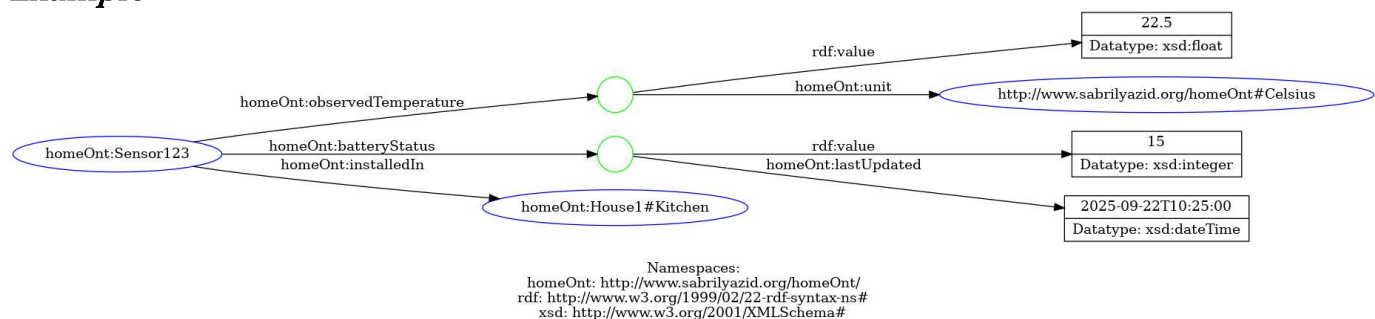 Example
22.5
Datatype: xsd:float
rdf:value
homeOnt:unit
http://www.sabrilyazid.org/homeOnt#Celsius
homeOnt:observedTemperature
homeOnt:Sensor123
homeOnt:batteryStatus
homeOnt:installedIn
rdf:value
homeOnt:lastUpdated
15
Datatype: xsd:integer
homeOnt:House1#Kitchen
2025-09-22T10:25:00
Datatype: xsd:dateTime
Namespaces:
homeOnt: http://www.sabrilyazid.org/homeOnt/
rdf: http://www.w3.org/1999/02/22-rdf-syntax-ns#
xsd: http://www.w3.org/2001/XMLSchema#